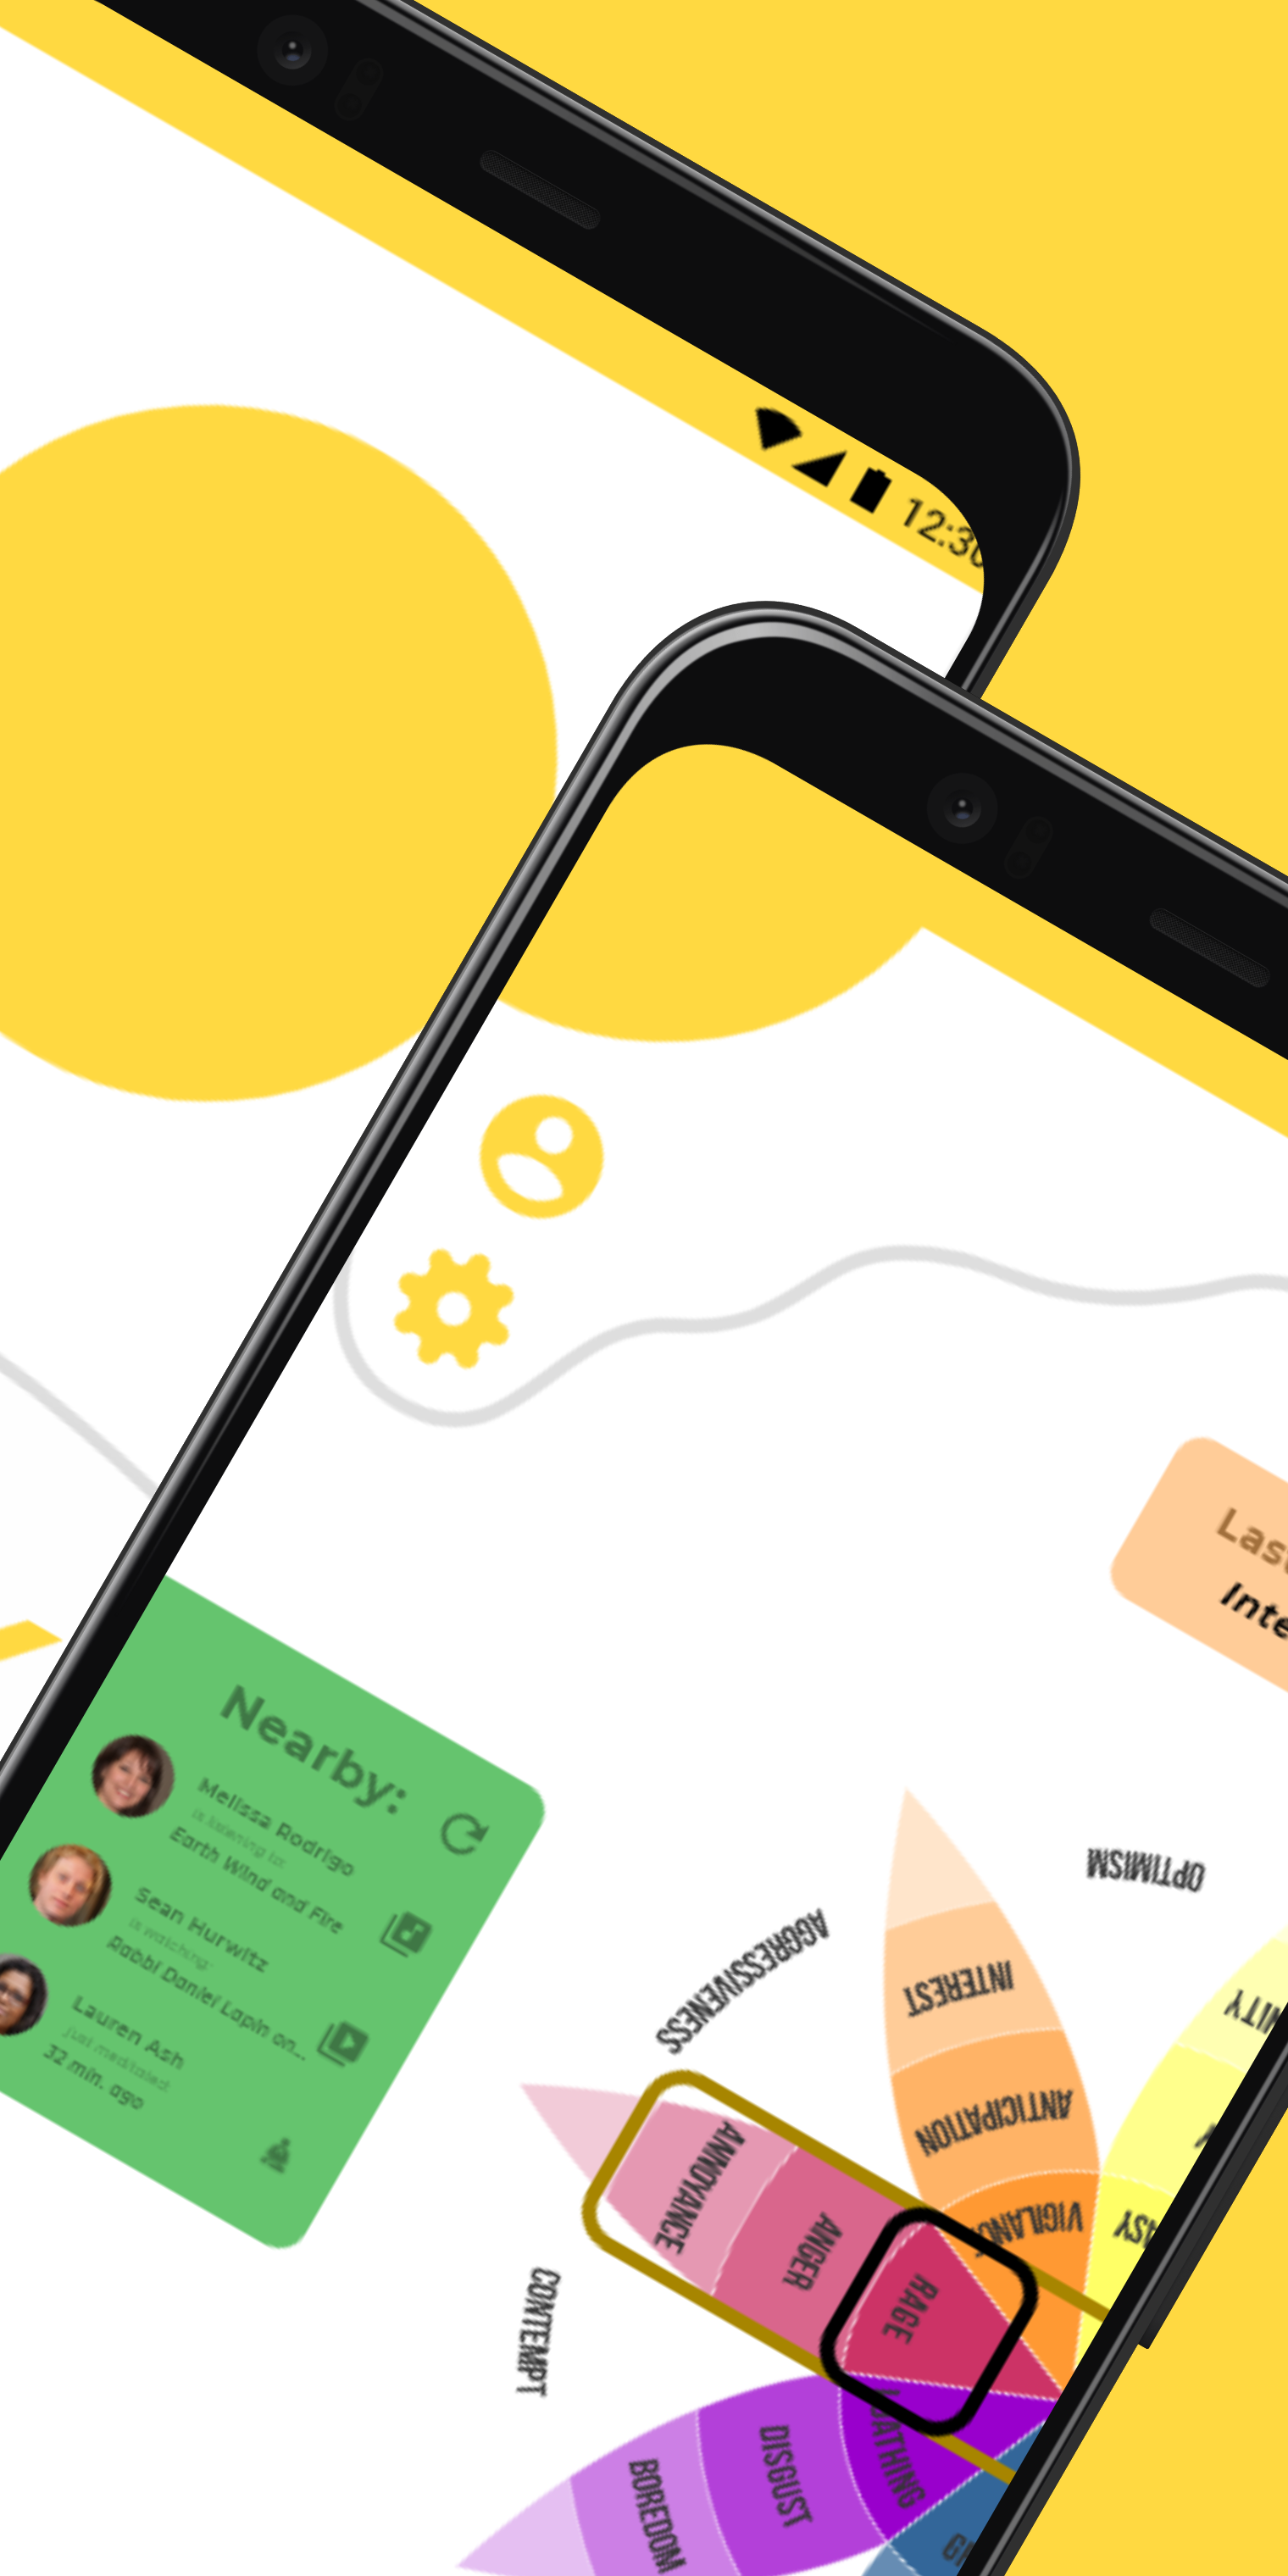 12:30
Las
Inte
Nearby:
Melissa Rodrigo
is listening to:
Earth Wind and Fire
Sean Hurwitz
is watching:
Rabbi Daniel Lapin on...
Lauren Ash
just meditated
32 min. ago
OPTIMISM
AGGRESSIVENESS
INTEREST
NITY
ANTICIPATION
ANNOYANCE
ANGER
VIGILANC
ASY
RAGE
CONTEMPT
LOATHING
DISGUST
BOREDOM